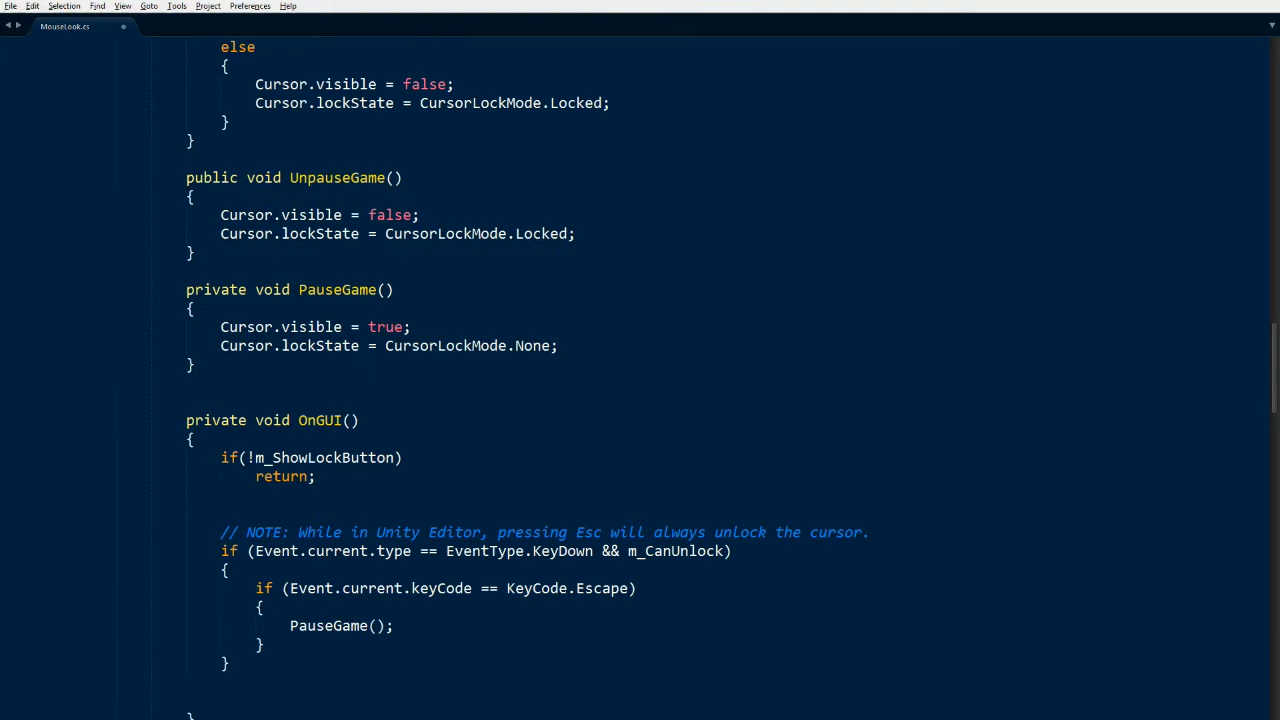 File Edit Selection Find View Goto Tools Project Preferences Help
MouseLook.cs
else
{
Cursor.visible = false;
Cursor.lockState = CursorLockMode.Locked;
}
}
public void UnpauseGame()
{
Cursor.visible = false;
Cursor.lockState = CursorLockMode.Locked;
}
private void PauseGame()
{
Cursor.visible = true;
Cursor.lockState = CursorLockMode.None;
}
private void OnGUI()
{
if(!m_ShowLockButton)
return;
// NOTE: While in Unity Editor, pressing Esc will always unlock the cursor.
if (Event.current.type == EventType.KeyDown && m_CanUnlock)
{
if (Event.current.keyCode == KeyCode.Escape)
{
PauseGame();
}
}
}